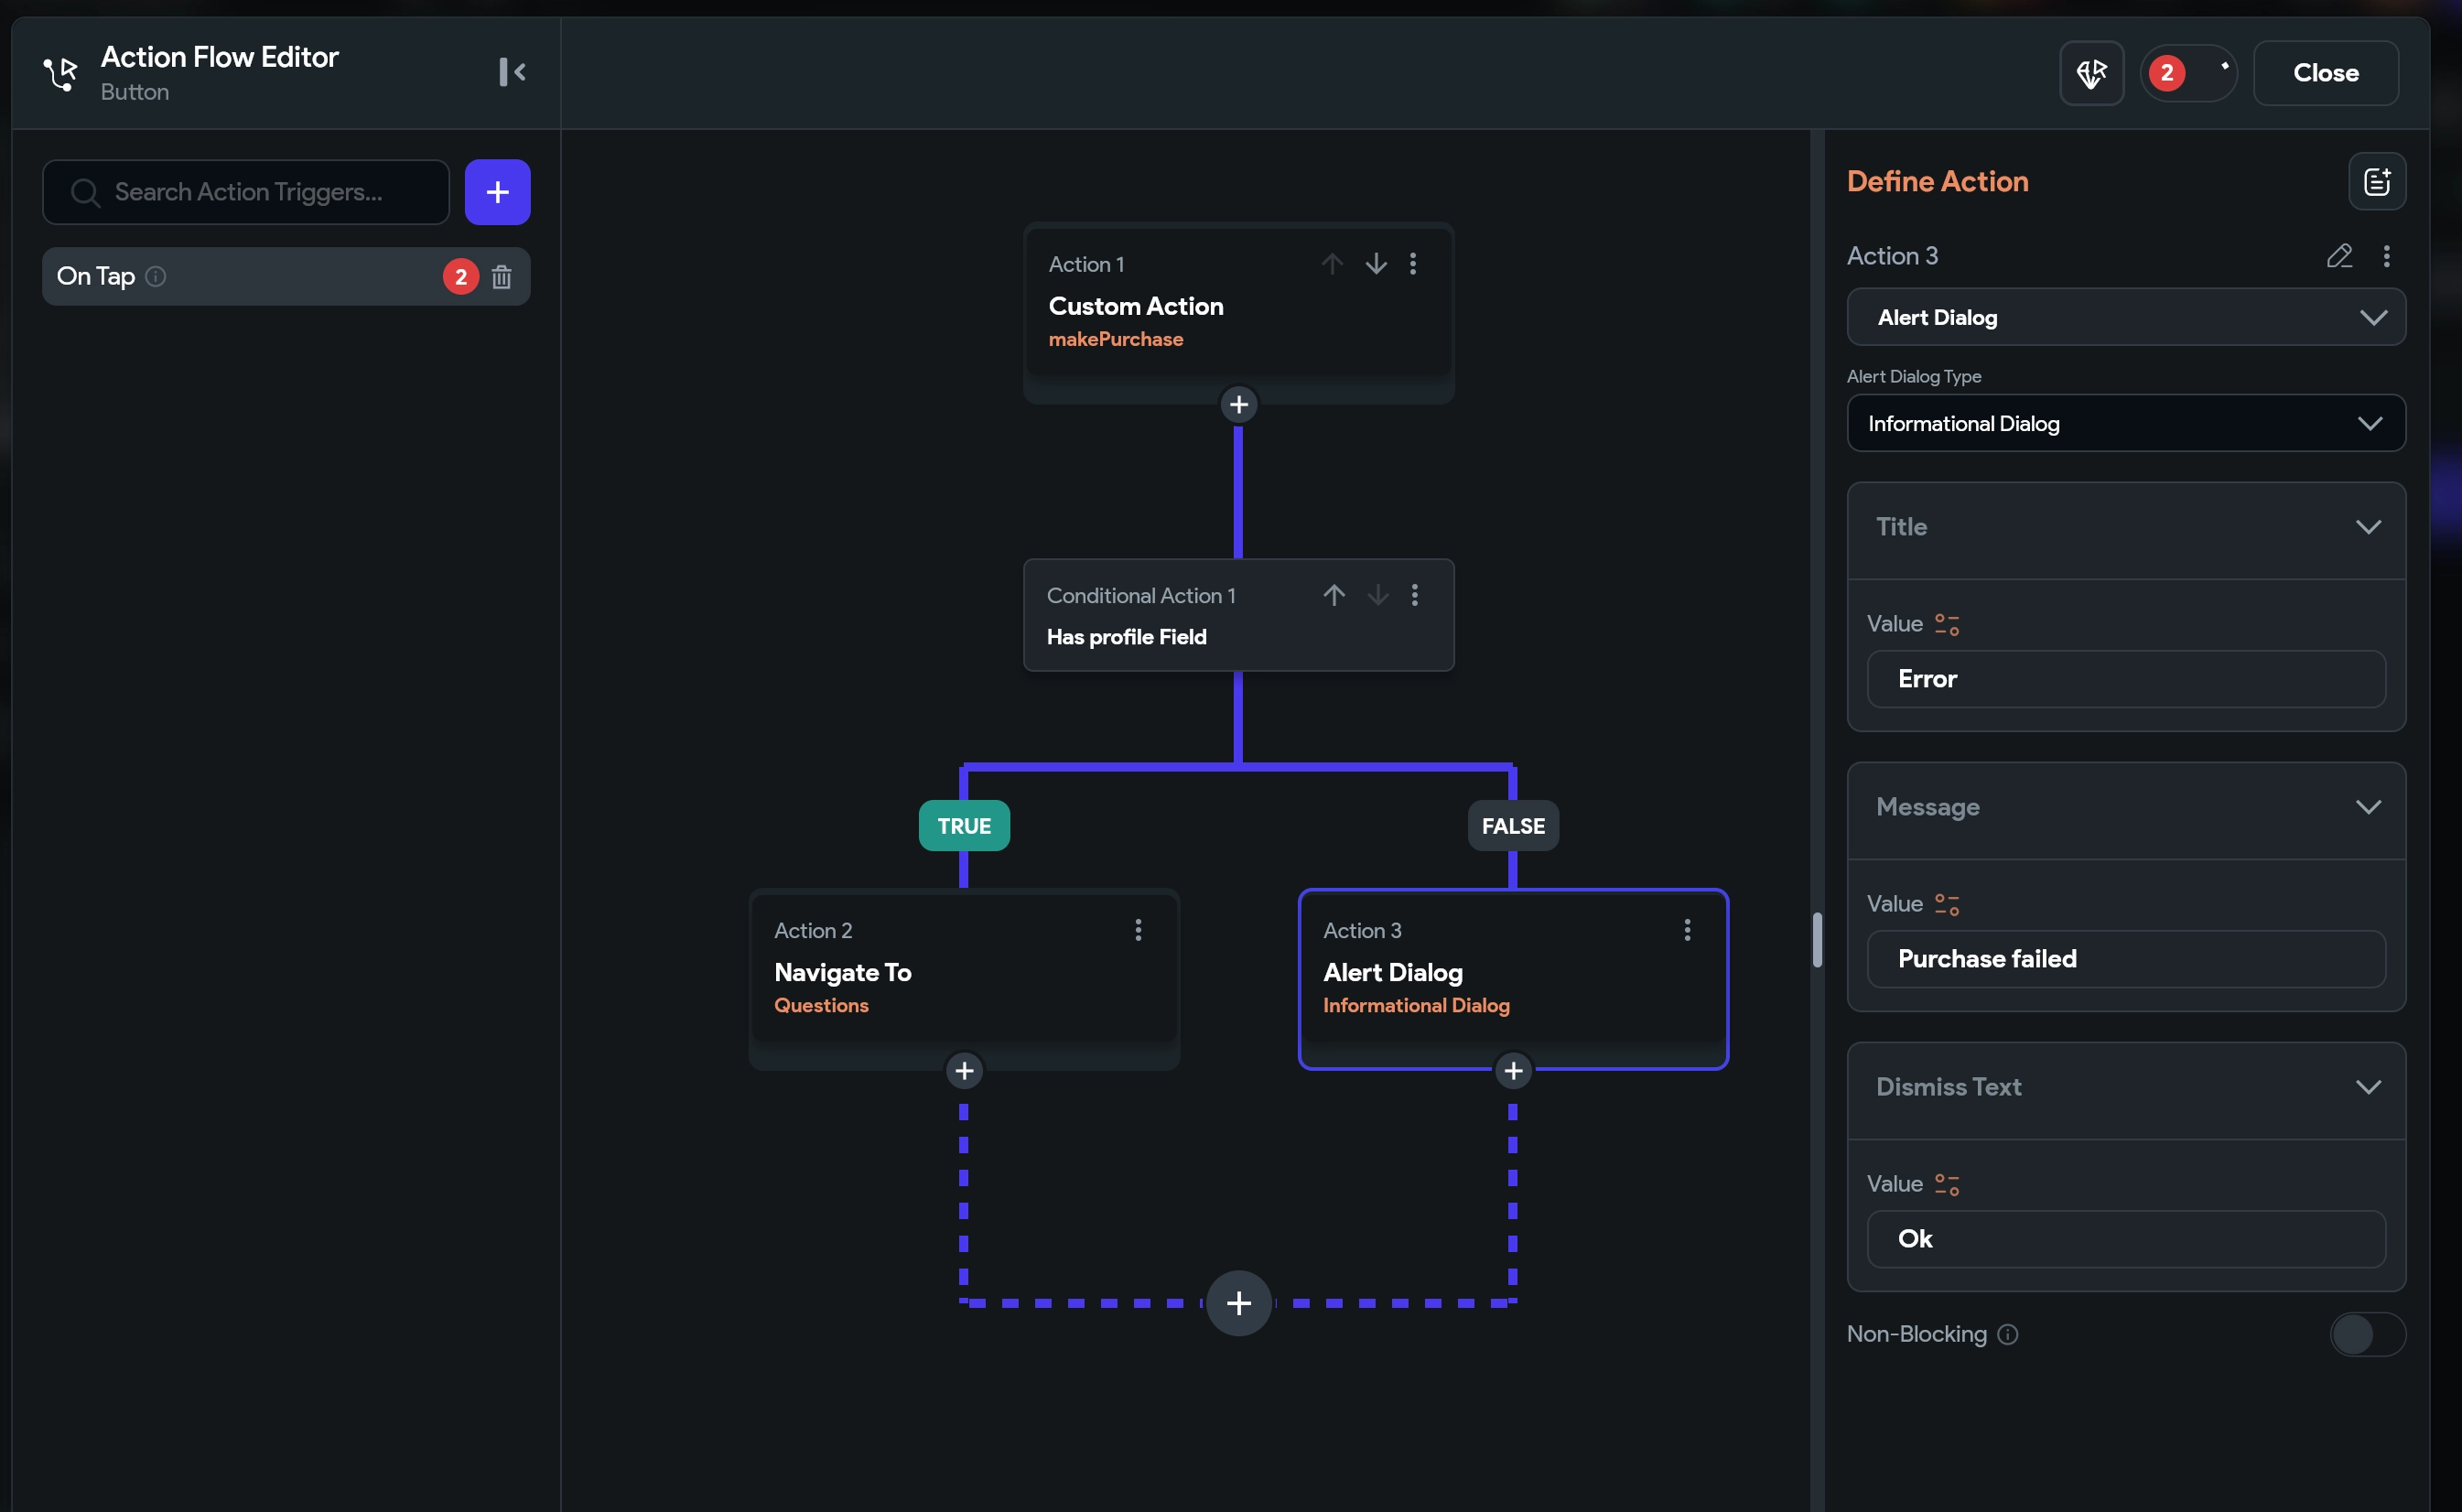 Action Flow Editor
Button
2
Close
Search Action Triggers...
On Tap
2
Action 1
Custom Action
makePurchase
Conditional Action 1
Has profile Field
TRUE
FALSE
Action 2
Navigate To
Questions
Action 3
Alert Dialog
Informational Dialog
Define Action
Action 3
Alert Dialog
Alert Dialog Type
Informational Dialog
Title
Value
Error
Message
Value
Purchase failed
Dismiss Text
Value
Ok
Non-Blocking